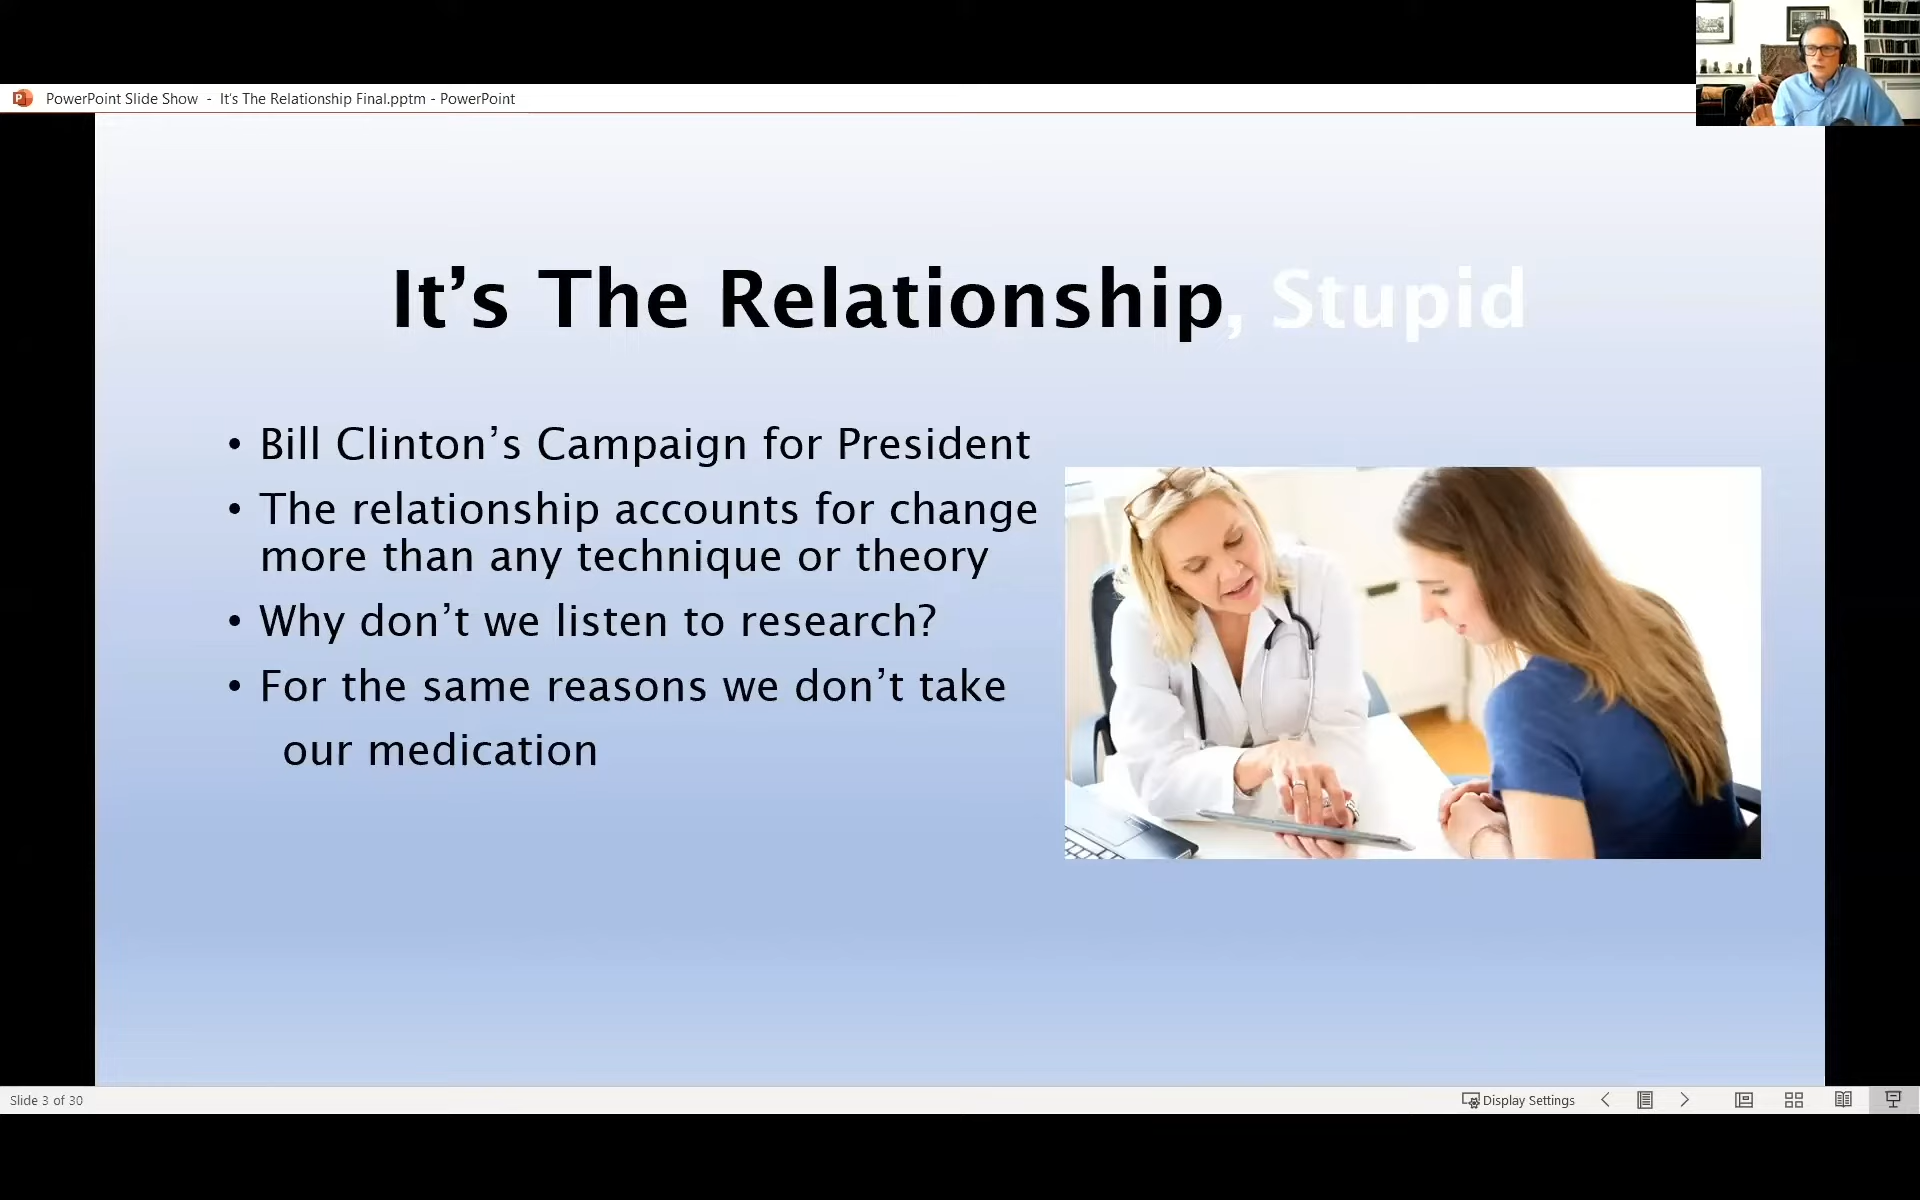 PowerPoint Slide Show - It's The Relationship Final.pptm - PowerPoint
It’s The Relationship, Stupid
• Bill Clinton’s Campaign for President
• The relationship accounts for change
more than any technique or theory
• Why don’t we listen to research?
• For the same reasons we don’t take
our medication
Slide 3 of 30
Display Settings